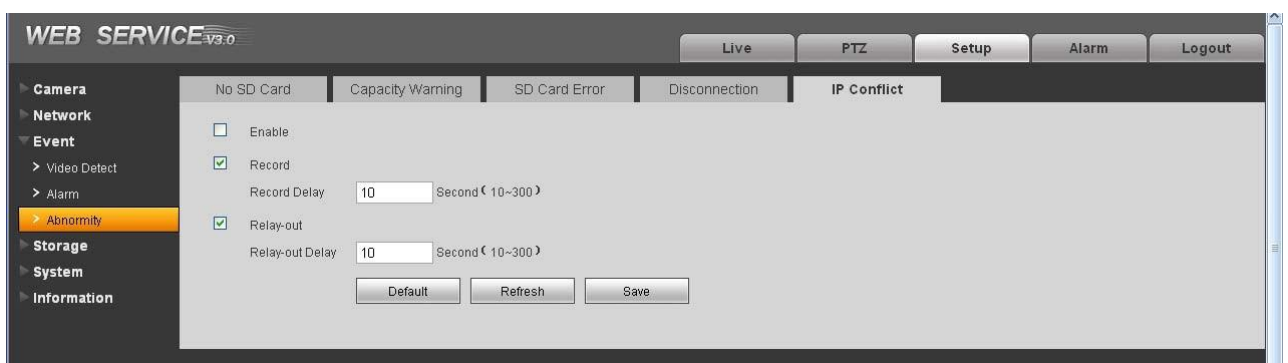 WEB SERVICE V3.0
Live PTZ Setup Alarm Logout
Camera
Network
Event
> Video Detect
> Alarm
> Abnormity
Storage
System
Information
No SD Card Capacity Warning SD Card Error Disconnection IP Conflict
Enable
Record
Record Delay 10 Second ( 10~300 )
Relay-out
Relay-out Delay 10 Second ( 10~300 )
Default Refresh Save